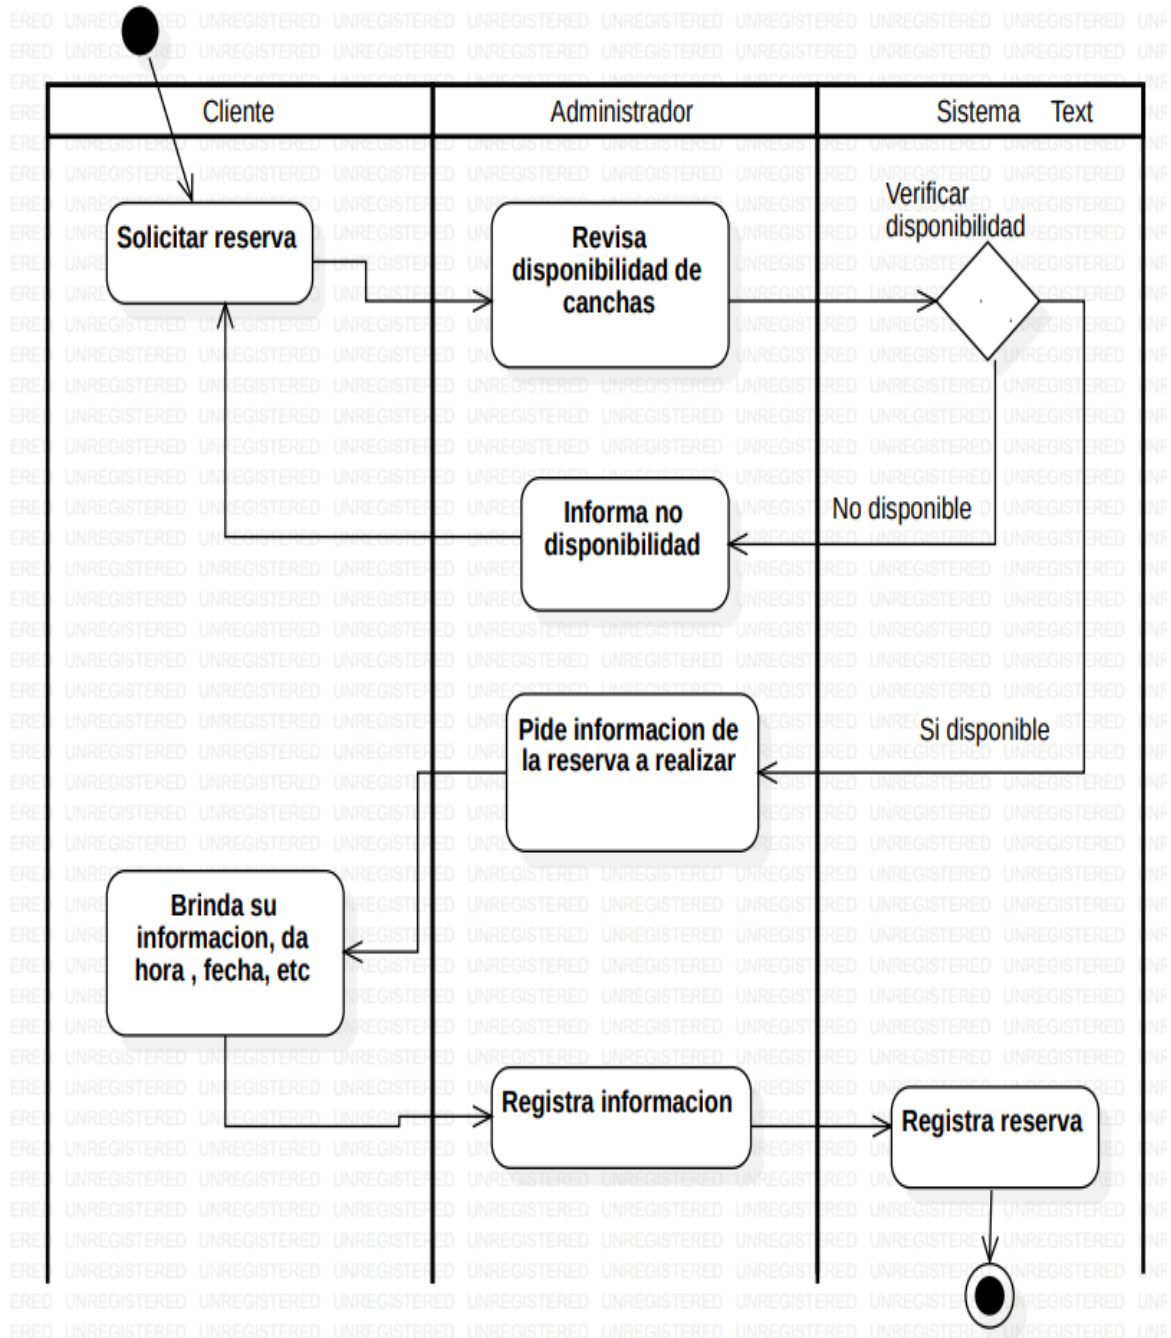 Cliente
Administrador
Sistema Text
Solicitar reserva
Revisa
disponibilidad de
canchas
Verificar
disponibilidad
Informa no
disponibilidad
No disponible
Pide informacion de
la reserva a realizar
Si disponible
Brinda su
informacion, da
hora , fecha, etc
Registra informacion
Registra reserva
UNREGISTERED